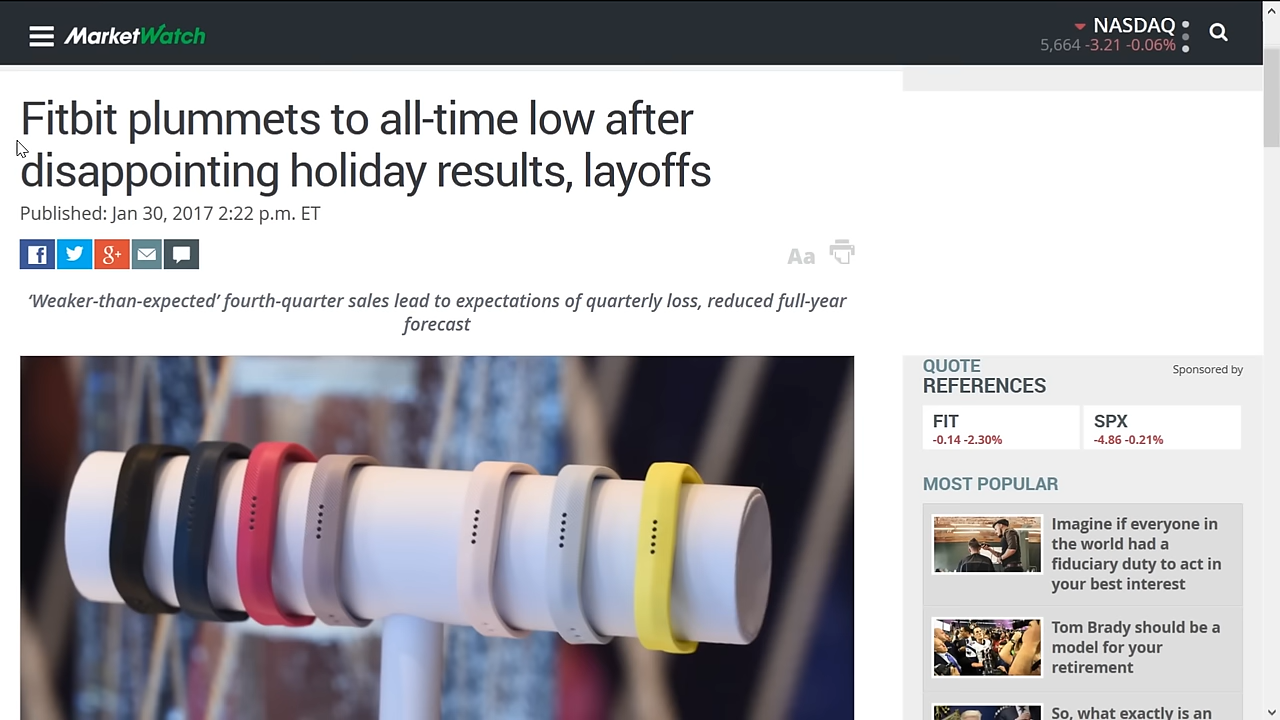 MarketWatch
NASDAQ
5,664 -3.21 -0.06%
Fitbit plummets to all-time low after
disappointing holiday results, layoffs
Published: Jan 30, 2017 2:22 p.m. ET
f
g+
Aa
‘Weaker-than-expected’ fourth-quarter sales lead to expectations of quarterly loss, reduced full-year
forecast
QUOTE
REFERENCES
Sponsored by
FIT
-0.14 -2.30%
SPX
-4.86 -0.21%
MOST POPULAR
Imagine if everyone in
the world had a
fiduciary duty to act in
your best interest
Tom Brady should be a
model for your
retirement
So, what exactly is an